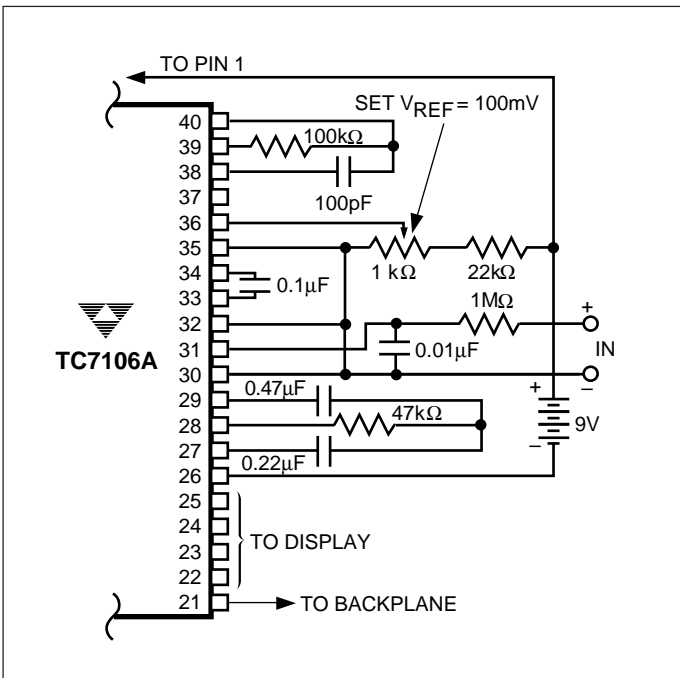 TO PIN 1
SET VREF = 100mV
40
39
100kΩ
38
100pF
37
36
35
1 kΩ
22kΩ
34
0.1µF
33
1MΩ
32
+
TC7106A
31
0.01µF
IN
30
–
29
0.47µF
+
28
47kΩ
9V
27
–
0.22µF
26
25
24
TO DISPLAY
23
22
21
TO BACKPLANE